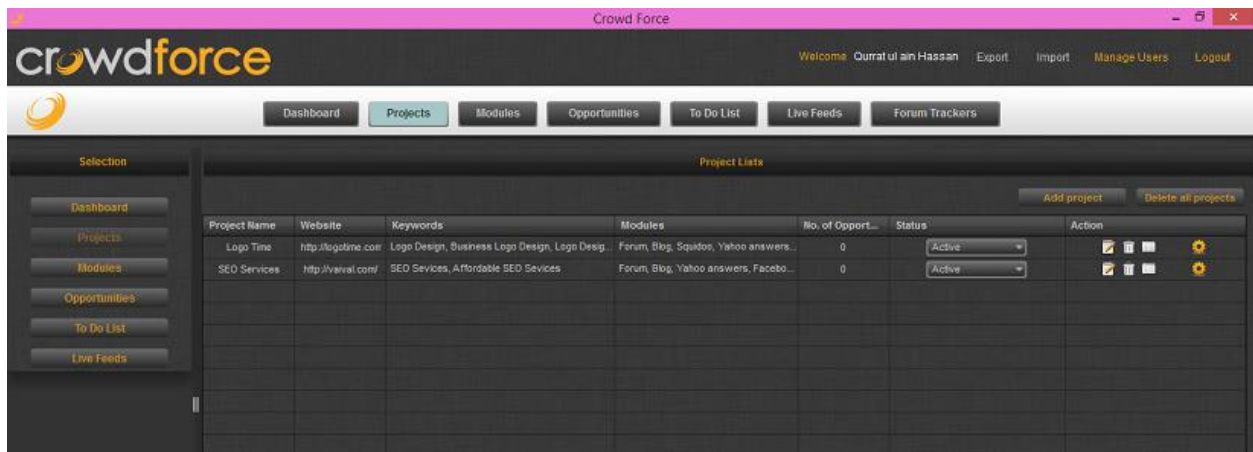 Crowd Force
crowdforce
Welcome Qurrat ul ain Hassan Export Import Manage Users Logout
Dashboard Projects Modules Opportunities To Do List Live Feeds Forum Trackers
Selection
Project Lists
Dashboard
Projects
Modules
Opportunities
To Do List
Live Feeds
Add project Delete all projects
Project Name Website Keywords Modules No. of Opport... Status Action
Logo Time http://logotime.com Logo Design, Business Logo Design, Logo Desig... Forum, Blog, Squidoo, Yahoo answers... 0 Active
SEO Services http://vaival.com/ SEO Sevices, Affordable SEO Sevices Forum, Blog, Yahoo answers, Facebo... 0 Active